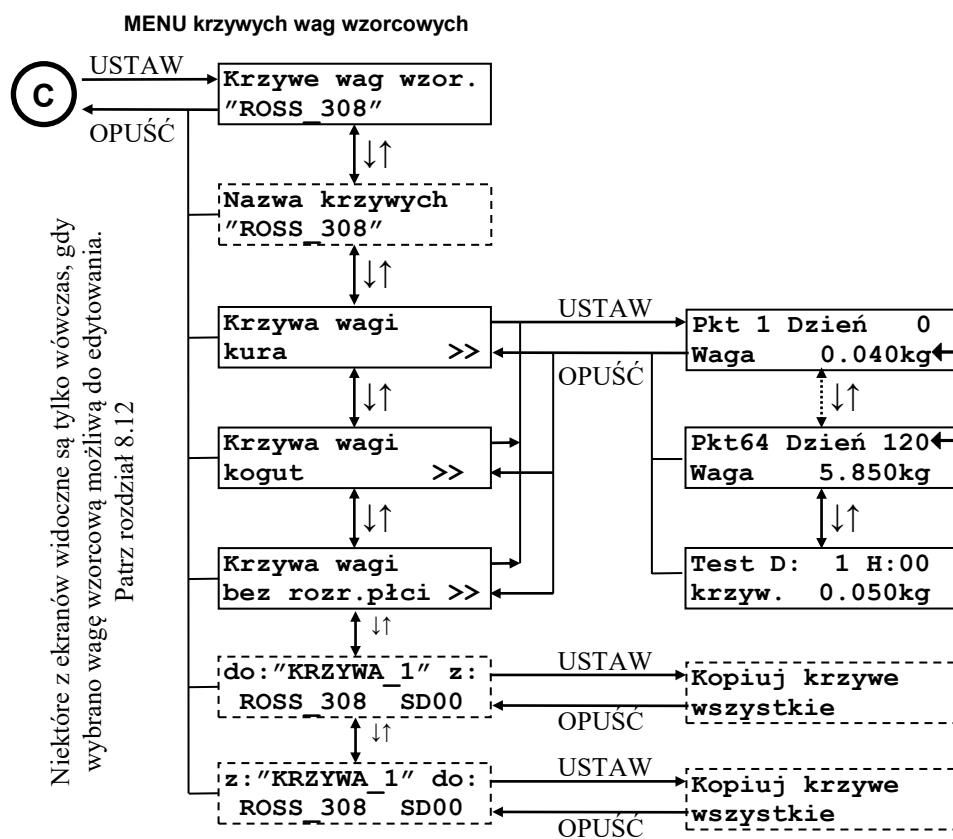 MENU krzywych wag wzorcowych
C
USTAW
OPUŚĆ
Krzywe wag wzor.
″ROSS_308″
↓↑
Nazwa krzywych
″ROSS_308″
↓↑
Krzywa wagi
kura >>
USTAW
OPUŚĆ
Pkt 1 Dzień 0
Waga 0.040kg
↓↑
↓↑
Krzywa wagi
kogut >>
Pkt64 Dzień 120
Waga 5.850kg
↓↑
↓↑
Krzywa wagi
bez rozr.płci >>
Test D: 1 H:00
krzyw. 0.050kg
↓↑
do:″KRZYWA_1″ z:
ROSS_308 SD00
USTAW
OPUŚĆ
Kopiuj krzywe
wszystkie
↓↑
z:″KRZYWA_1″ do:
ROSS_308 SD00
USTAW
OPUŚĆ
Kopiuj krzywe
wszystkie
Niektóre z ekranów widoczne są tylko wówczas, gdy
wybrano wagę wzorcową możliwą do edytowania.
Patrz rozdział 8.12